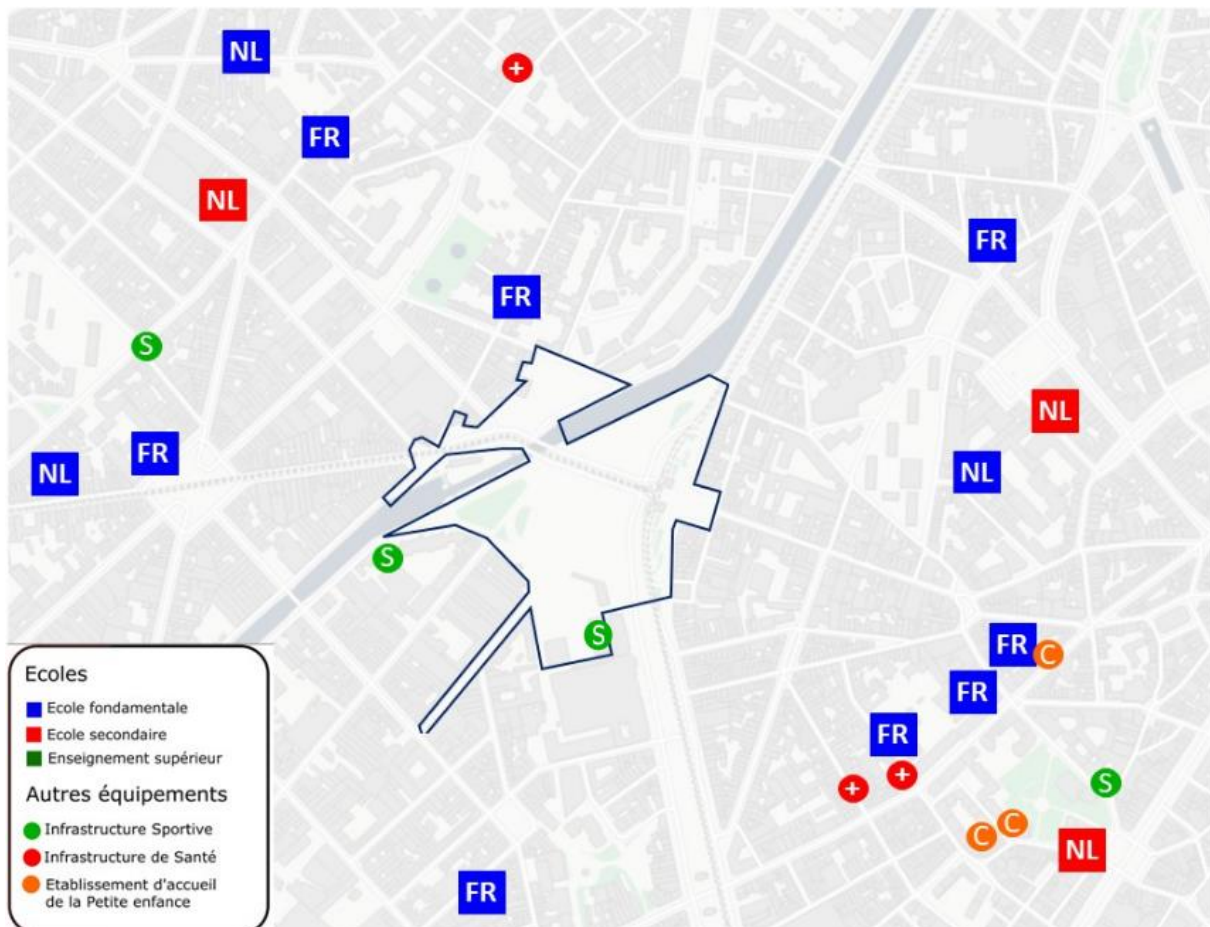 NL
+
FR
NL
FR
FR
S
NL
FR
NL
NL
S
S
FR
C
FR
FR
+
+
S
C
C
NL
FR
Ecoles
Ecole fondamentale
Ecole secondaire
Enseignement supérieur
Autres équipements
Infrastructure Sportive
Infrastructure de Santé
Etablissement d'accueil
de la Petite enfance